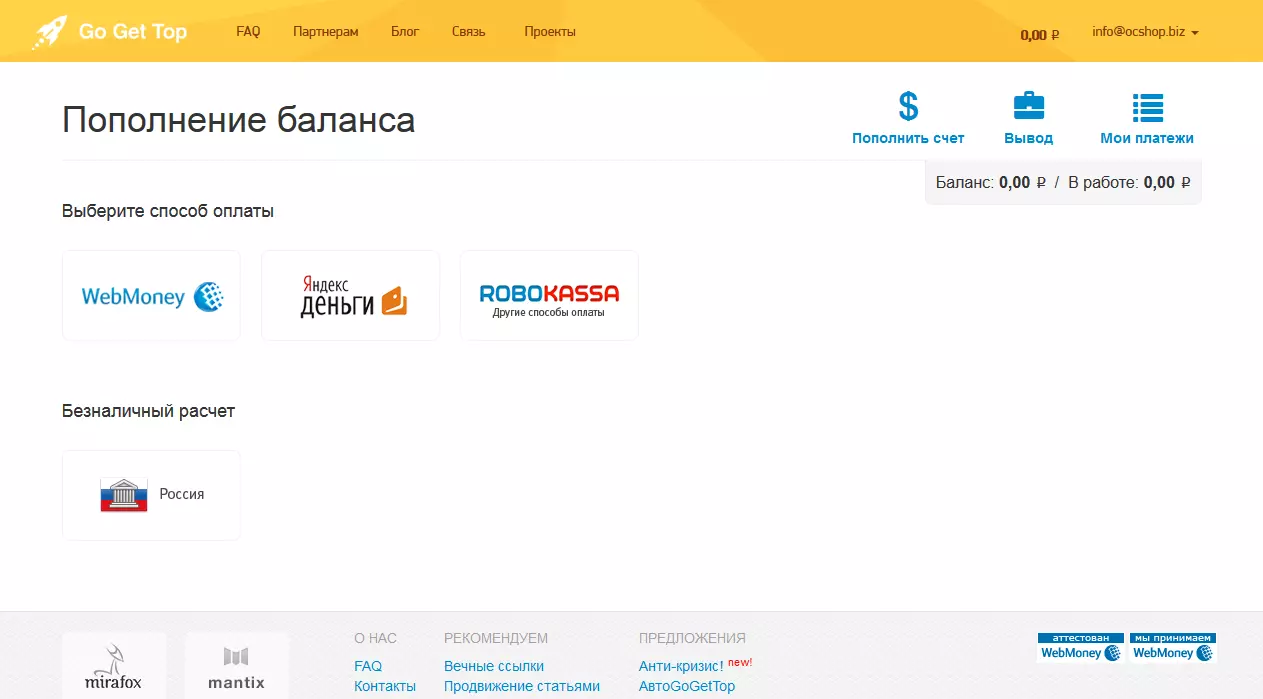 Go Get Top FAQ Партнерам Блог Связь Проекты 0,00 ₽ info@ocshop.biz
Пополнение баланса
Пополнить счет Вывод Мои платежи
Баланс: 0,00 ₽ / В работе: 0,00 ₽
Выберите способ оплаты
WebMoney
Яндекс
деньги
ROBOKASSA
Другие способы оплаты
Безналичный расчет
Россия
mirafox
mantix
О НАС
FAQ
Контакты
РЕКОМЕНДУЕМ
Вечные ссылки
Продвижение статьями
ПРЕДЛОЖЕНИЯ
Анти-кризис! new!
АвтоGoGetTop
аттестован
WebMoney
мы принимаем
WebMoney